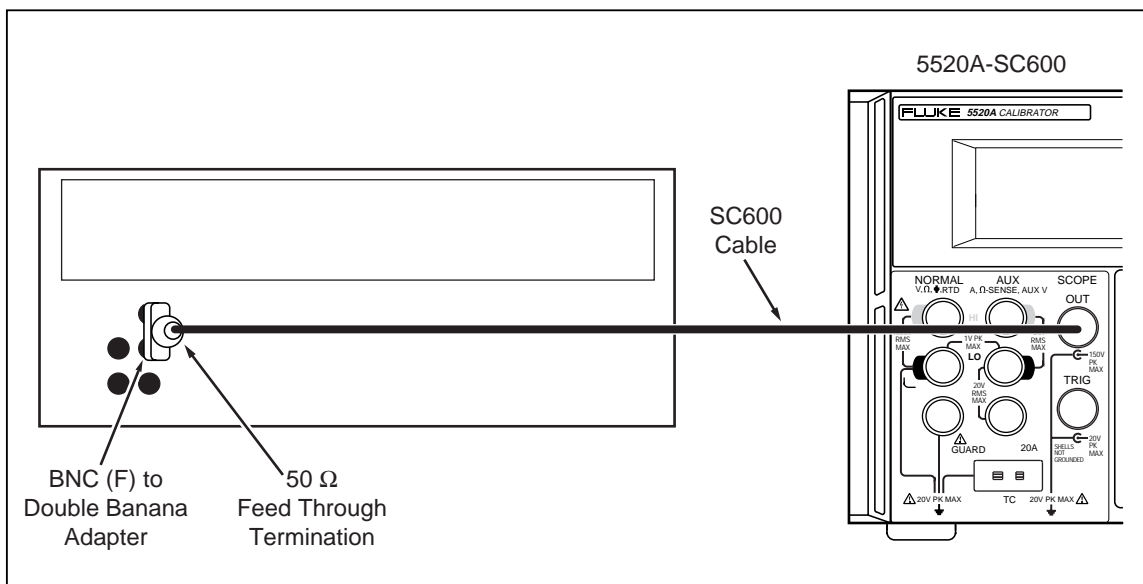 5520A-SC600
FLUKE 5520A CALIBRATOR
SC600
Cable
NORMAL
V, Ω, RTD
AUX
A, Ω-SENSE, AUX V
SCOPE
OUT
HI
RMS
MAX
1V PK
MAX
LO
RMS
MAX
150V
PK
MAX
20V
RMS
MAX
TRIG
GUARD
20A
SHELLS
NOT
GROUNDED
20V
PK
MAX
TC
20V PK MAX
20V PK MAX
BNC (F) to
Double Banana
Adapter
50 Ω
Feed Through
Termination